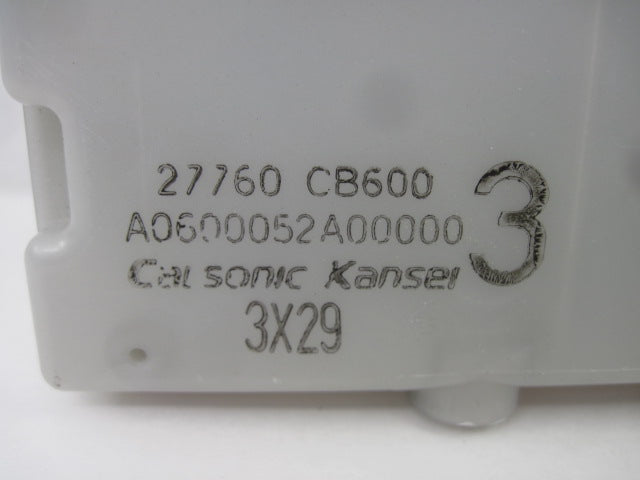 27760 CB600
A0600052A00000
Calsonic Kansei
3X29
3